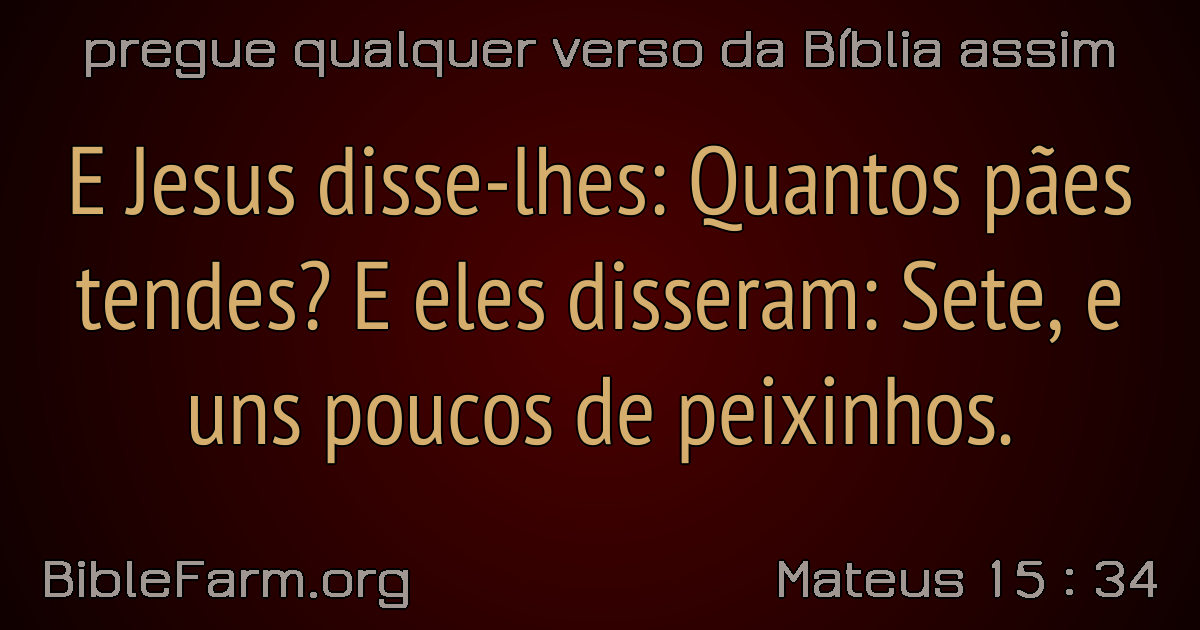 pregue qualquer verso da Bíblia assim
E Jesus disse-lhes: Quantos pães
tendes? E eles disseram: Sete, e
uns poucos de peixinhos.
BibleFarm.org
Mateus 15 : 34